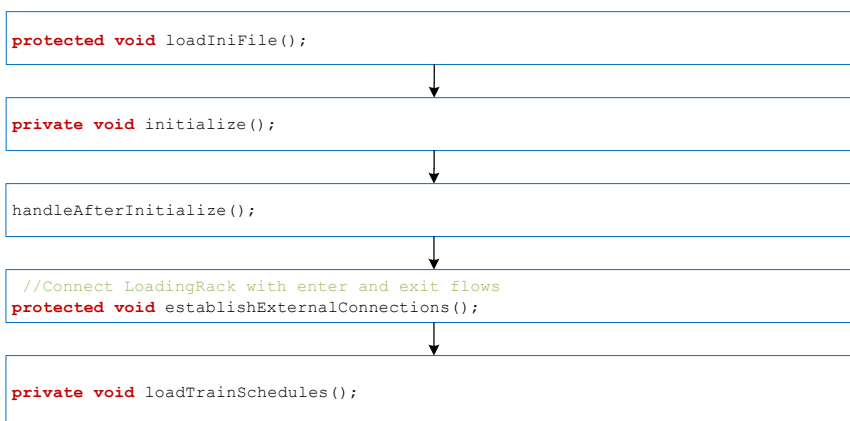 protected void loadIniFile();
private void initialize();
handleAfterInitialize();
//Connect LoadingRack with enter and exit flows
protected void establishExternalConnections();
private void loadTrainSchedules();